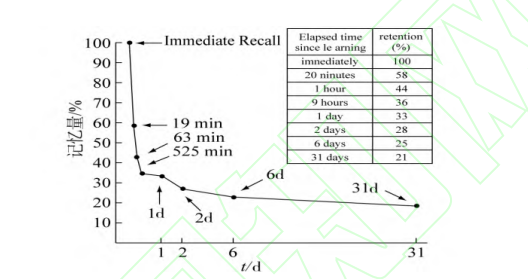 Immediate Recall
100
90
80
70
60
50
40
30
20
10
记忆量/%
19 min
63 min
525 min
1d
2d
6d
31d
1 2 6 31
t/d
Elapsed time since le arning retention (%)
imnediately 100
20 ninutes 58
1 hour 44
9 hours 36
1 day 33
2 days 28
6 days 25
31 days 21